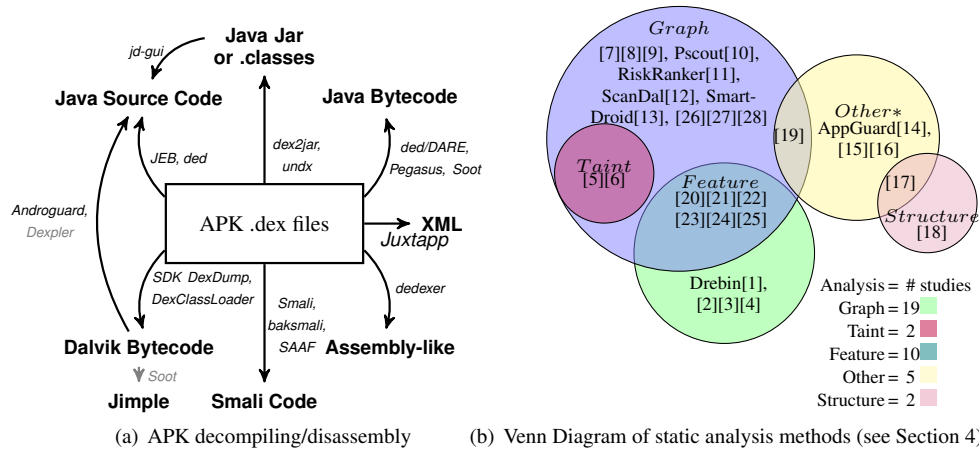 Java Jar
or .classes
jd-gui
Java Source Code
Java Bytecode
JEB, ded
dex2jar,
undx
ded/DARE,
Pegasus, Soot
Androguard,
Dexpler
APK .dex files
XML
Juxtapp
SDK DexDump,
DexClassLoader
Smali,
baksmali,
SAAF
dedexer
Dalvik Bytecode
Assembly-like
Soot
Jimple
Smali Code
(a) APK decompiling/disassembly
Graph
[7][8][9], Pscout[10],
RiskRanker[11],
ScanDal[12], Smart-
Droid[13], [26][27][28]
[19]
Other*
AppGuard[14],
[15][16]
Taint
[5][6]
Feature
[20][21][22]
[23][24][25]
[17]
Structure
[18]
Drebin[1],
[2][3][4]
Analysis = # studies
Graph = 19
Taint = 2
Feature = 10
Other = 5
Structure = 2
(b) Venn Diagram of static analysis methods (see Section 4)